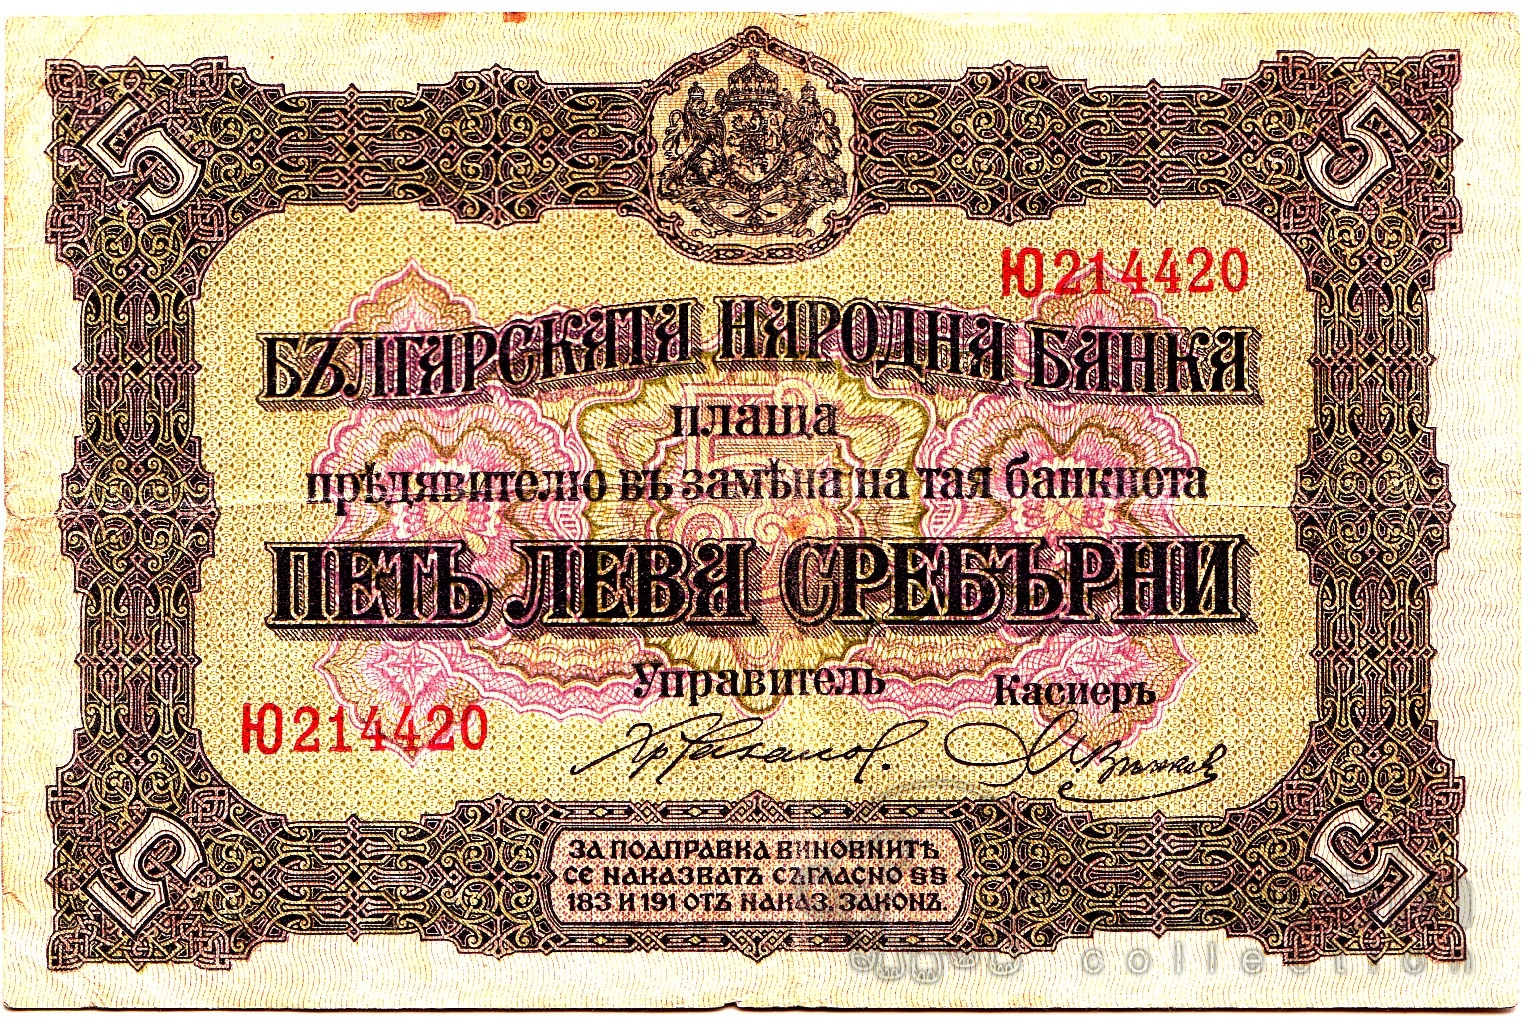 5 5
Ю214420
БЪЛГАРСКАТА НАРОДНА БАНКА
плаща
прѣдявителю въ замѣна на тая банкнота
ПЕТЬ ЛЕВА СРЕБЪРНИ
Управитель Касиеръ
Ю214420
5 5
ЗА ПОДПРАВКА ВИНОВНИТѢ
СЕ НАКАЗВАТЪ СЪГЛАСНО §§
183 И 191 ОТЪ НАКАЗ. ЗАКОНЪ.
collection